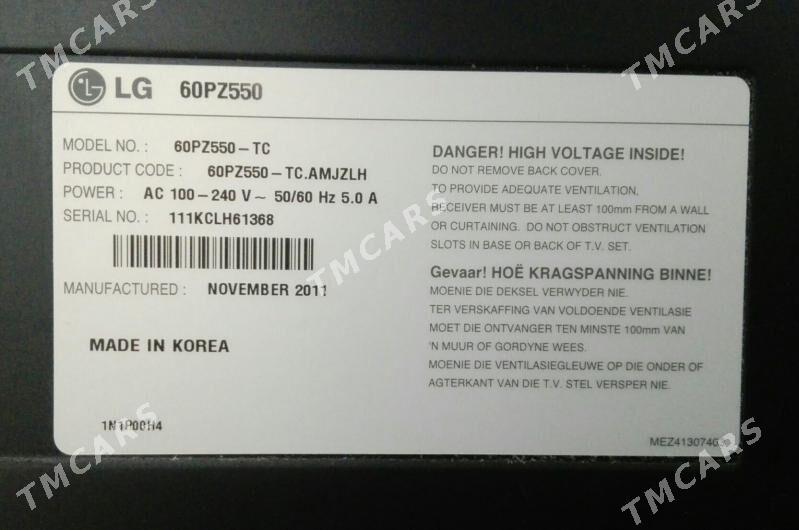 LG 60PZ550
MODEL NO. : 60PZ550-TC
PRODUCT CODE : 60PZ550-TC.AMJZLH
POWER : AC 100-240 V~ 50/60 Hz 5.0 A
SERIAL NO. : 111KCLH61368
MANUFACTURED : NOVEMBER 2011
MADE IN KOREA
1N1P00H4
DANGER! HIGH VOLTAGE INSIDE!
DO NOT REMOVE BACK COVER.
TO PROVIDE ADEQUATE VENTILATION,
RECEIVER MUST BE AT LEAST 100mm FROM A WALL
OR CURTAINING. DO NOT OBSTRUCT VENTILATION
SLOTS IN BASE OR BACK OF T.V. SET.
Gevaar! HOË KRAGSPANNING BINNE!
MOENIE DIE DEKSEL VERWYDER NIE.
TER VERSKAFFING VAN VOLDOENDE VENTILASIE
MOET DIE ONTVANGER TEN MINSTE 100mm VAN
'N MUUR OF GORDYNE WEES.
MOENIE DIE VENTILASIEGLEUWE OP DIE ONDER OF
AGTERKANT VAN DIE T.V. STEL VERSPER NIE.
TMCARS
TMCARS
TMCARS
TMCARS
TMCARS